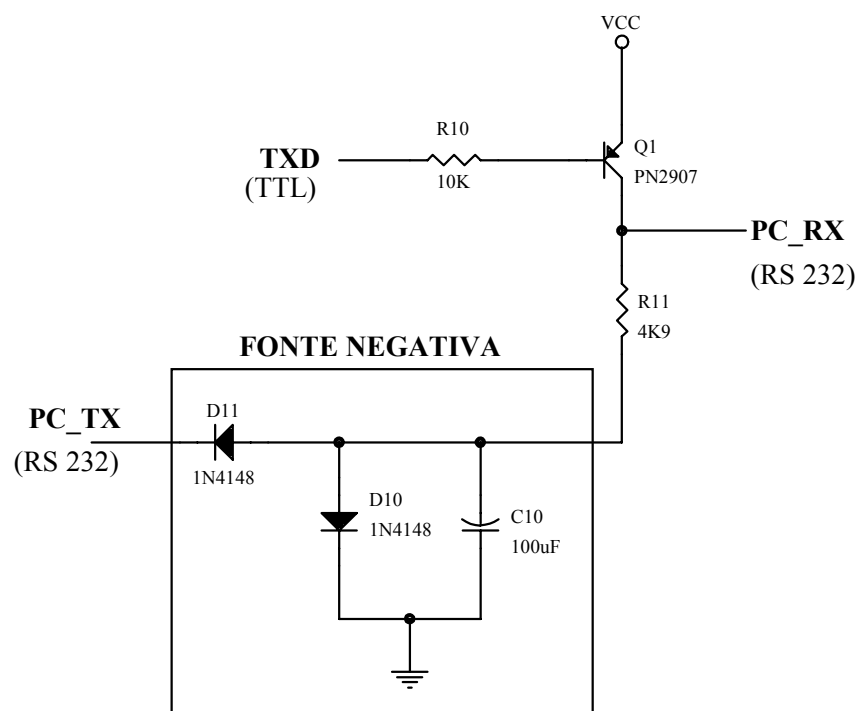 VCC
R10
TXD
(TTL)
10K
Q1
PN2907
PC_RX
(RS 232)
R11
4K9
FONTE NEGATIVA
D11
PC_TX
(RS 232)
1N4148
D10
1N4148
C10
100uF